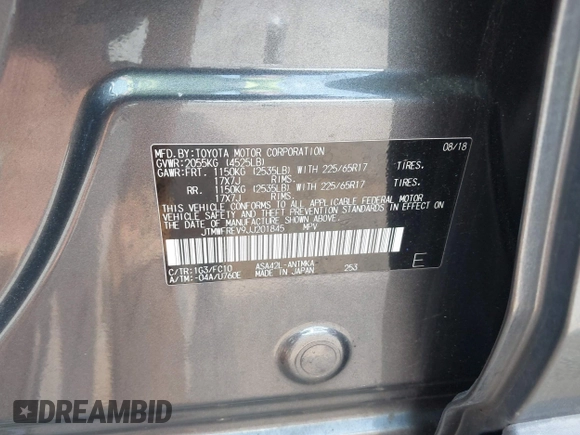 MFD.BY:TOYOTA MOTOR CORPORATION 08/18
GVWR:2055KG (4525LB)
GAWR:FRT. 1150KG (2535LB) WITH 225/65R17 TIRES.
17X7J RIMS.
RR. 1150KG (2535LB) WITH 225/65R17 TIRES.
17X7J RIMS.
THIS VEHICLE CONFORMS TO ALL APPLICABLE FEDERAL MOTOR
VEHICLE SAFETY AND THEFT PREVENTION STANDARDS IN EFFECT ON
THE DATE OF MANUFACTURE SHOWN ABOVE.
JTMWFREV9JJ201845 MPV
C/TR:1G3/FC10 ASA42L-ANTMKA 253
A/TM:-04A/U760E MADE IN JAPAN E
DREAMBID